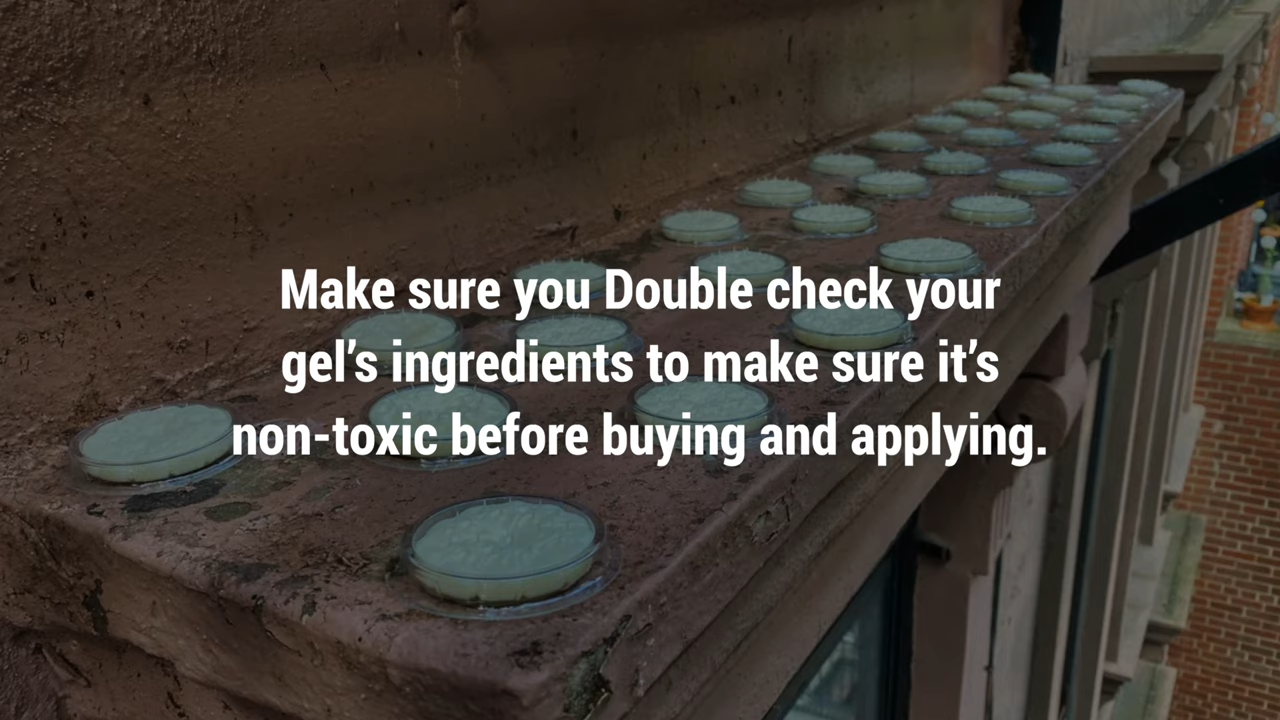 Make sure you Double check your
gel’s ingredients to make sure it’s
non-toxic before buying and applying.